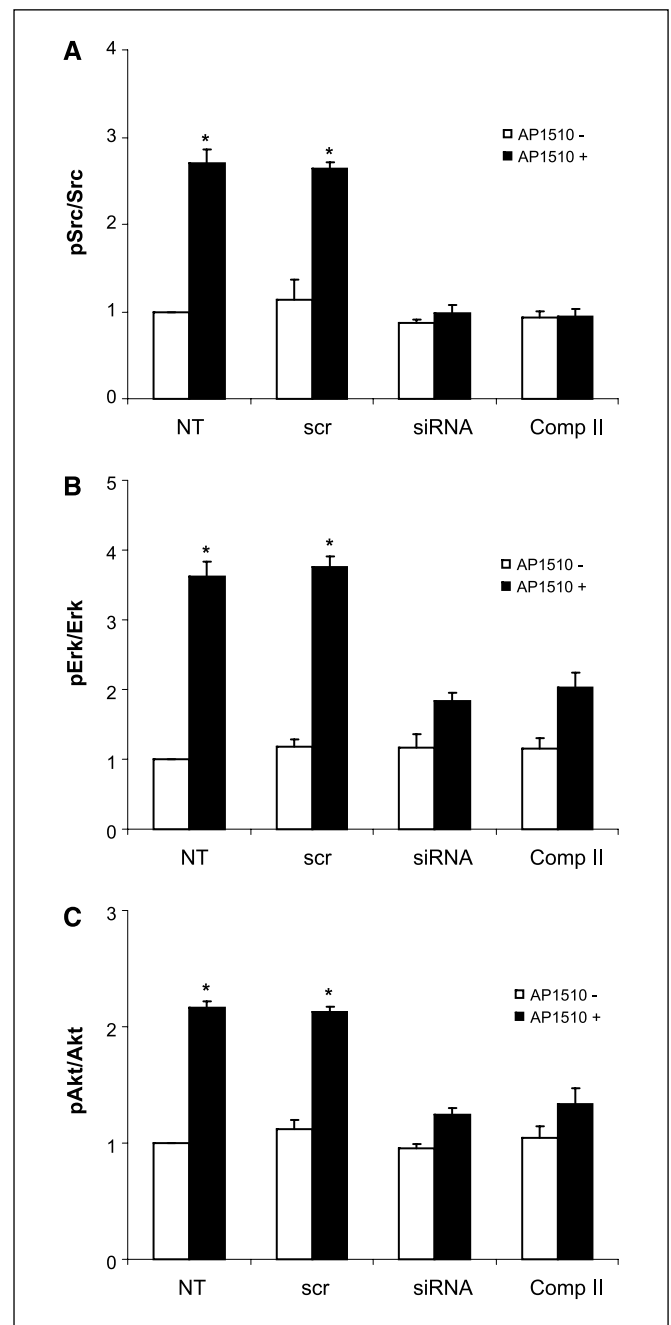 A
4
3
2
1
0
pSrc/Src
* *
AP1510 -
AP1510 +
NT scr siRNA Comp II
B
5
4
3
2
1
0
pErk/Erk
* *
AP1510 -
AP1510 +
NT scr siRNA Comp II
C
3
2
1
0
pAkt/Akt
* *
AP1510 -
AP1510 +
NT scr siRNA Comp II